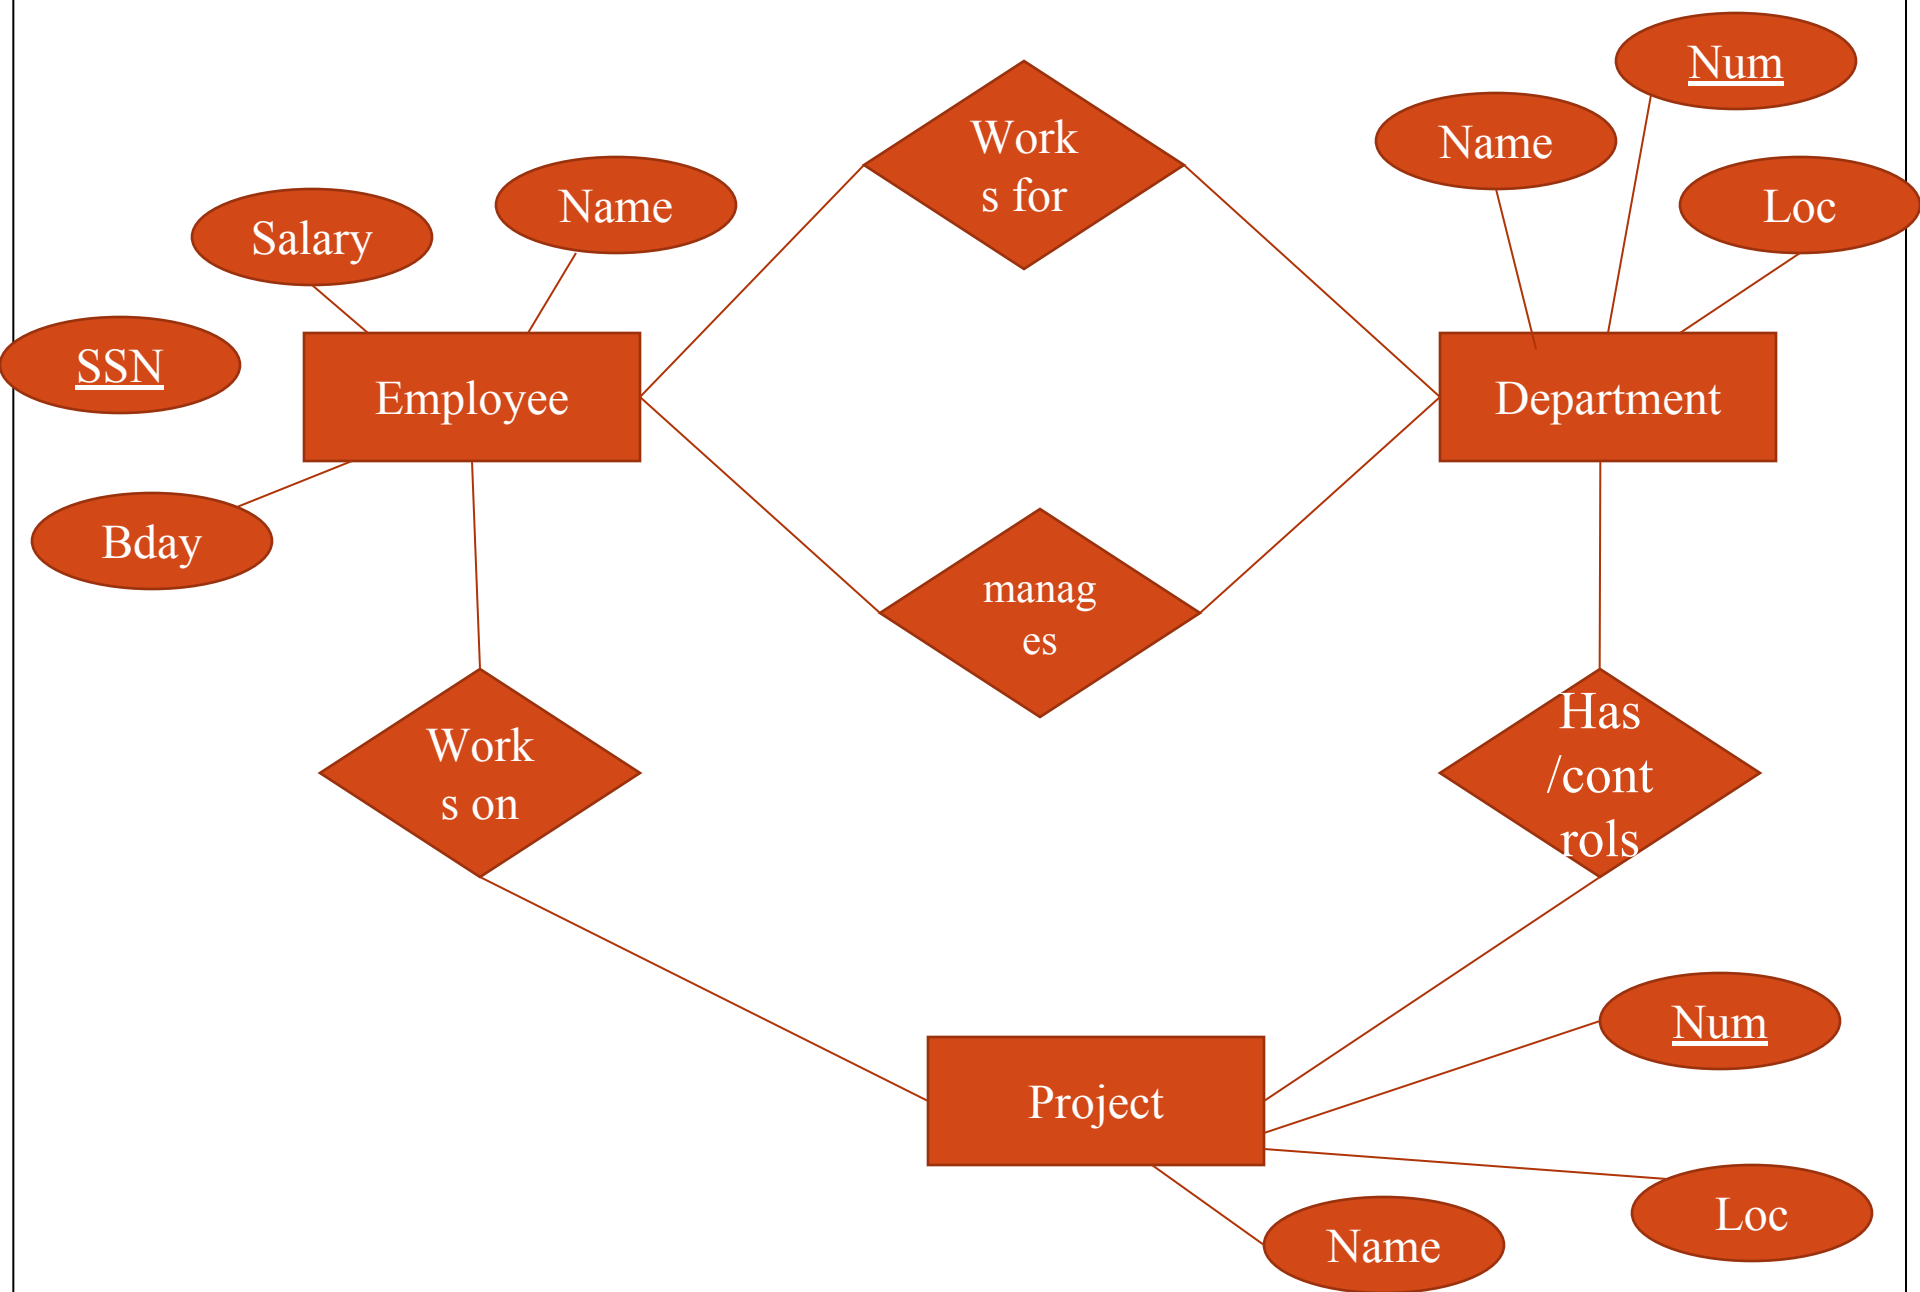 Num
Name
Work
s for
Loc
Name
Salary
SSN
Employee
Department
Bday
manag
es
Work
s on
Has
/cont
rols
Num
Project
Loc
Name